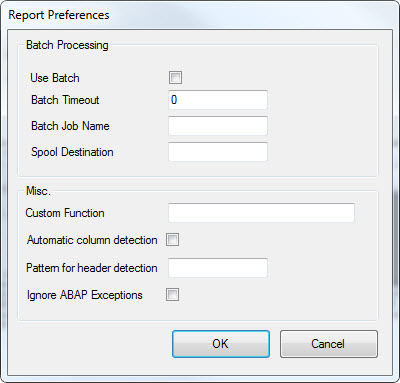 Report Preferences
Batch Processing
Use Batch
Batch Timeout 0
Batch Job Name
Spool Destination
Misc.
Custom Function
Automatic column detection
Pattern for header detection
Ignore ABAP Exceptions
OK Cancel